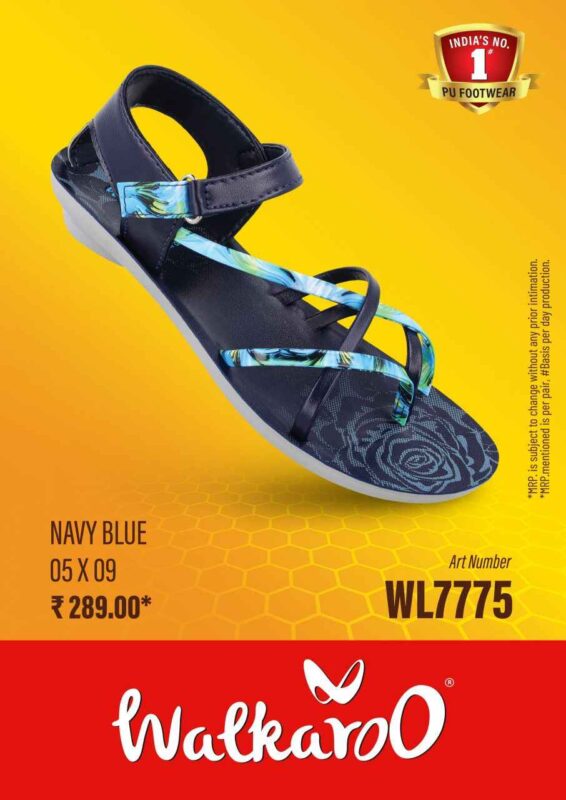 INDIA'S NO.
1#
PU FOOTWEAR
*MRP. is subject to change without any prior intimation.
*MRP.mentioned is per pair, #Basis per day production.
NAVY BLUE
05 X 09
₹ 289.00*
Art Number
WL7775
Walkaroo®